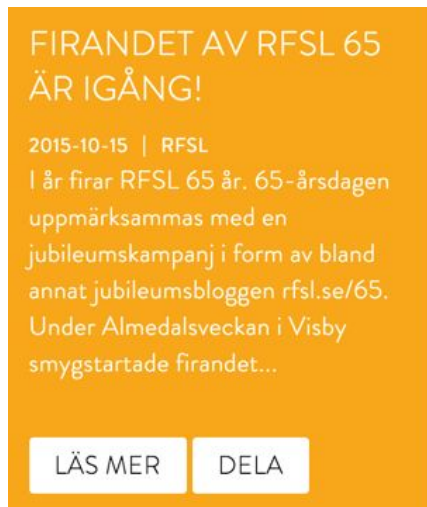 FIRANDET AV RFSL 65
ÄR IGÅNG!
2015-10-15 | RFSL
I år firar RFSL 65 år. 65-årsdagen
uppmärksammas med en
jubileumskampanj i form av bland
annat jubileumsbloggen rfsl.se/65.
Under Almedalsveckan i Visby
smygstartade firandet...
LÄS MER DELA